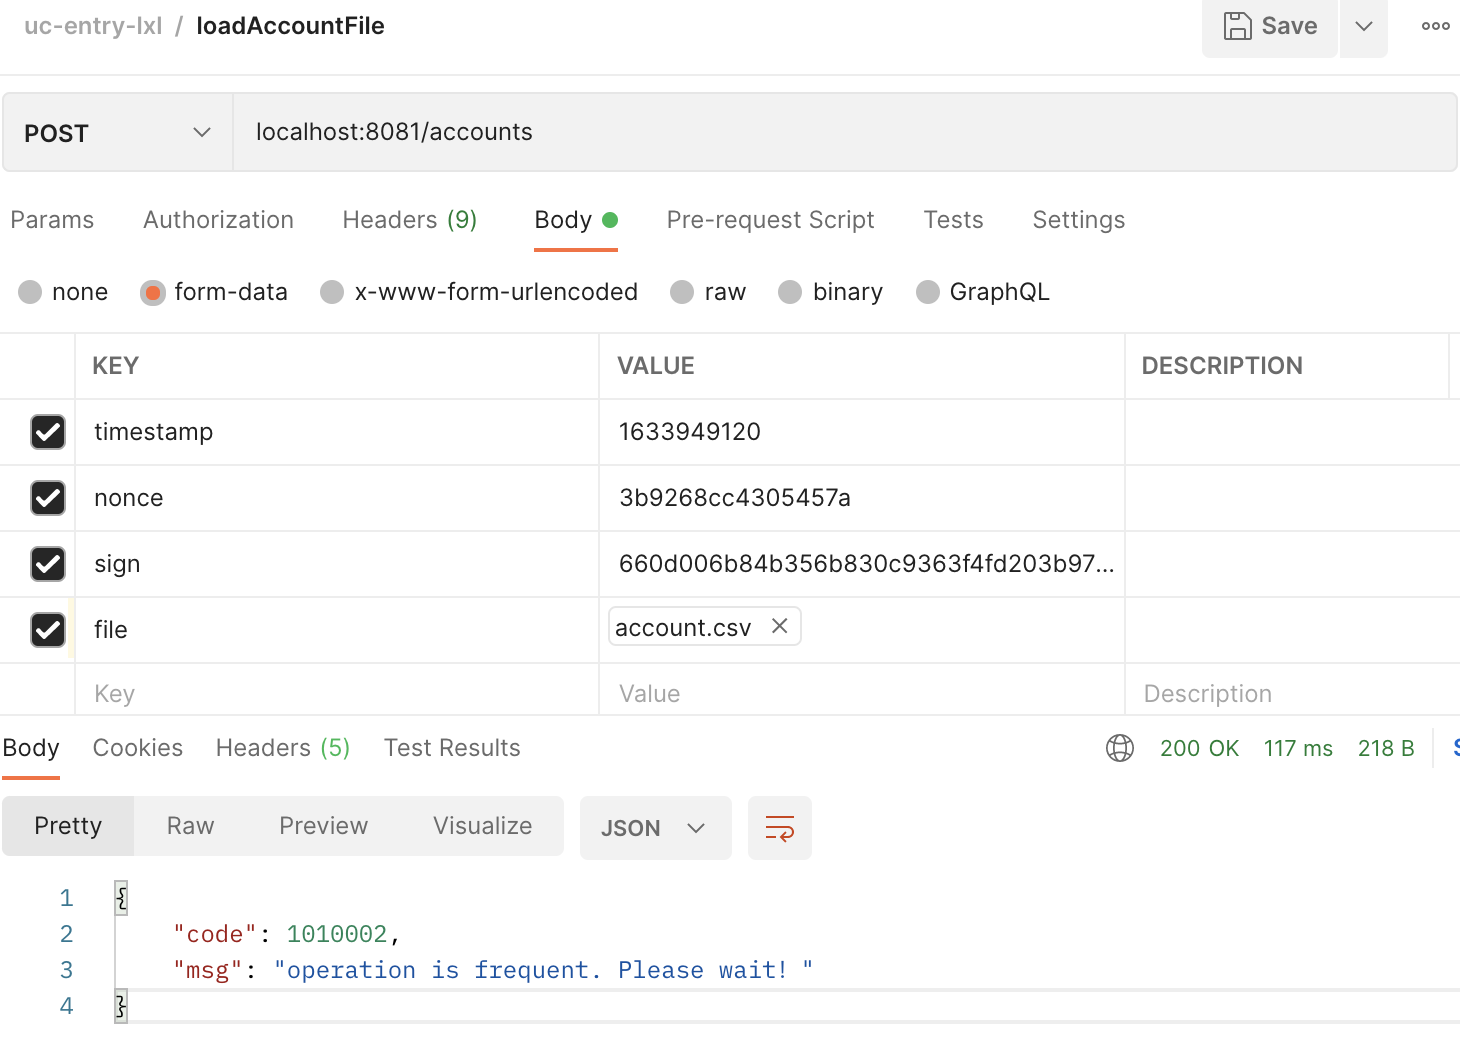 uc-entry-lxl / loadAccountFile
Save
POST
localhost:8081/accounts
Params Authorization Headers (9) Body Pre-request Script Tests Settings
none form-data x-www-form-urlencoded raw binary GraphQL
KEY VALUE DESCRIPTION
timestamp 1633949120
nonce 3b9268cc4305457a
sign 660d006b84b356b830c9363f4fd203b97...
file account.csv
Key Value Description
Body Cookies Headers (5) Test Results 200 OK 117 ms 218 B
Pretty Raw Preview Visualize JSON
1 {
2 "code": 1010002,
3 "msg": "operation is frequent. Please wait! "
4 }